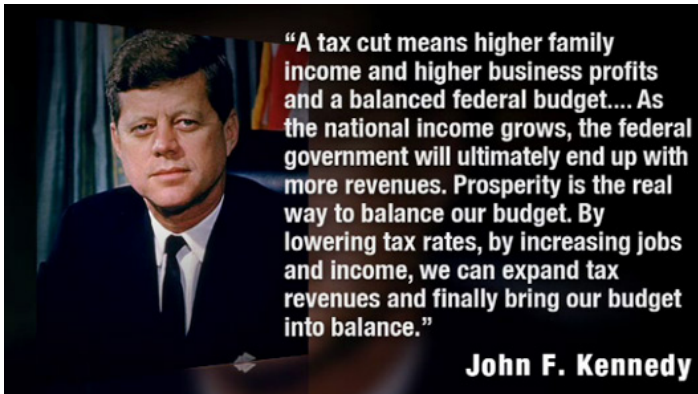 “A tax cut means higher family
income and higher business profits
and a balanced federal budget.... As
the national income grows, the federal
government will ultimately end up with
more revenues. Prosperity is the real
way to balance our budget. By
lowering tax rates, by increasing jobs
and income, we can expand tax
revenues and finally bring our budget
into balance.”
John F. Kennedy